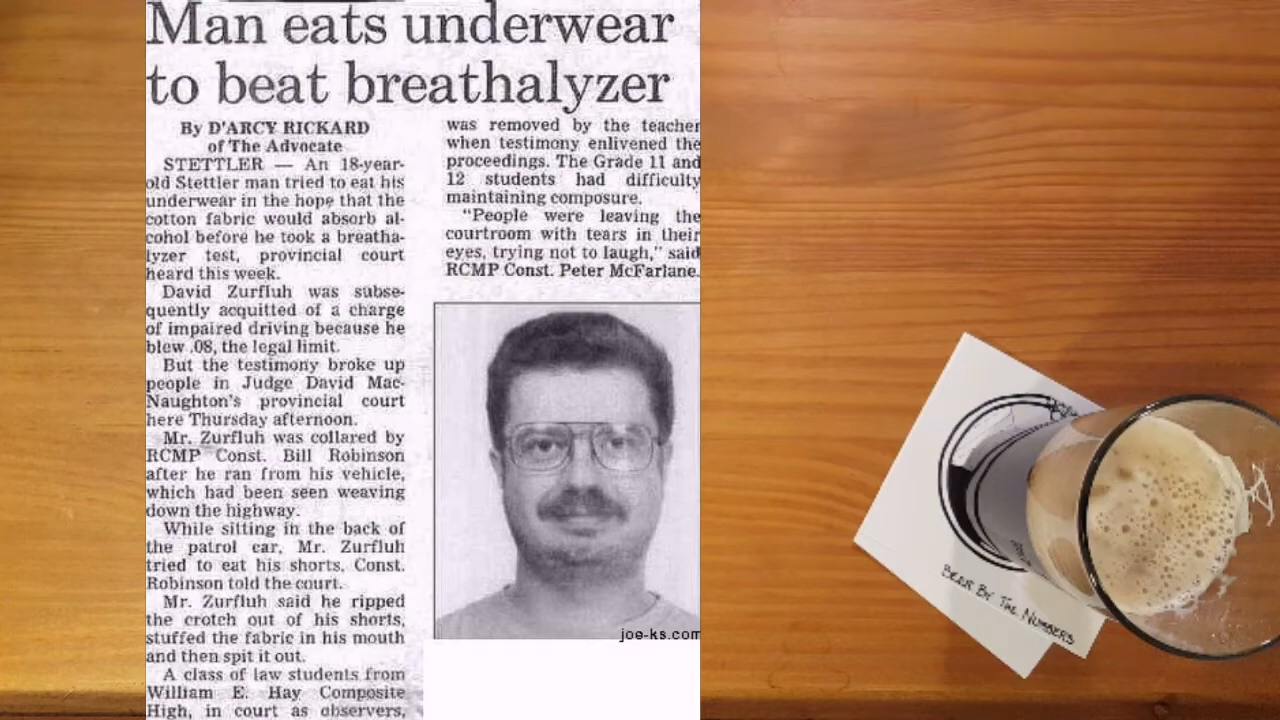 Man eats underwear
to beat breathalyzer
By D'ARCY RICKARD
of The Advocate
STETTLER — An 18-year-
old Stettler man tried to eat his
underwear in the hope that the
cotton fabric would absorb al-
cohol before he took a breatha-
lyzer test, provincial court
heard this week.
David Zurfluh was subse-
quently acquitted of a charge
of impaired driving because he
blew .08, the legal limit.
But the testimony broke up
people in Judge David Mac-
Naughton's provincial court
here Thursday afternoon.
Mr. Zurfluh was collared by
RCMP Const. Bill Robinson
after he ran from his vehicle,
which had been seen weaving
down the highway.
While sitting in the back of
the patrol car, Mr. Zurfluh
tried to eat his shorts, Const.
Robinson told the court.
Mr. Zurfluh said he ripped
the crotch out of his shorts,
stuffed the fabric in his mouth
and then spit it out.
A class of law students from
William E. Hay Composite
High, in court as observers,
was removed by the teacher
when testimony enlivened the
proceedings. The Grade 11 and
12 students had difficulty
maintaining composure.
"People were leaving the
courtroom with tears in their
eyes, trying not to laugh," said
RCMP Const. Peter McFarlane.
joe-ks.com
BEER BY THE NUMBERS